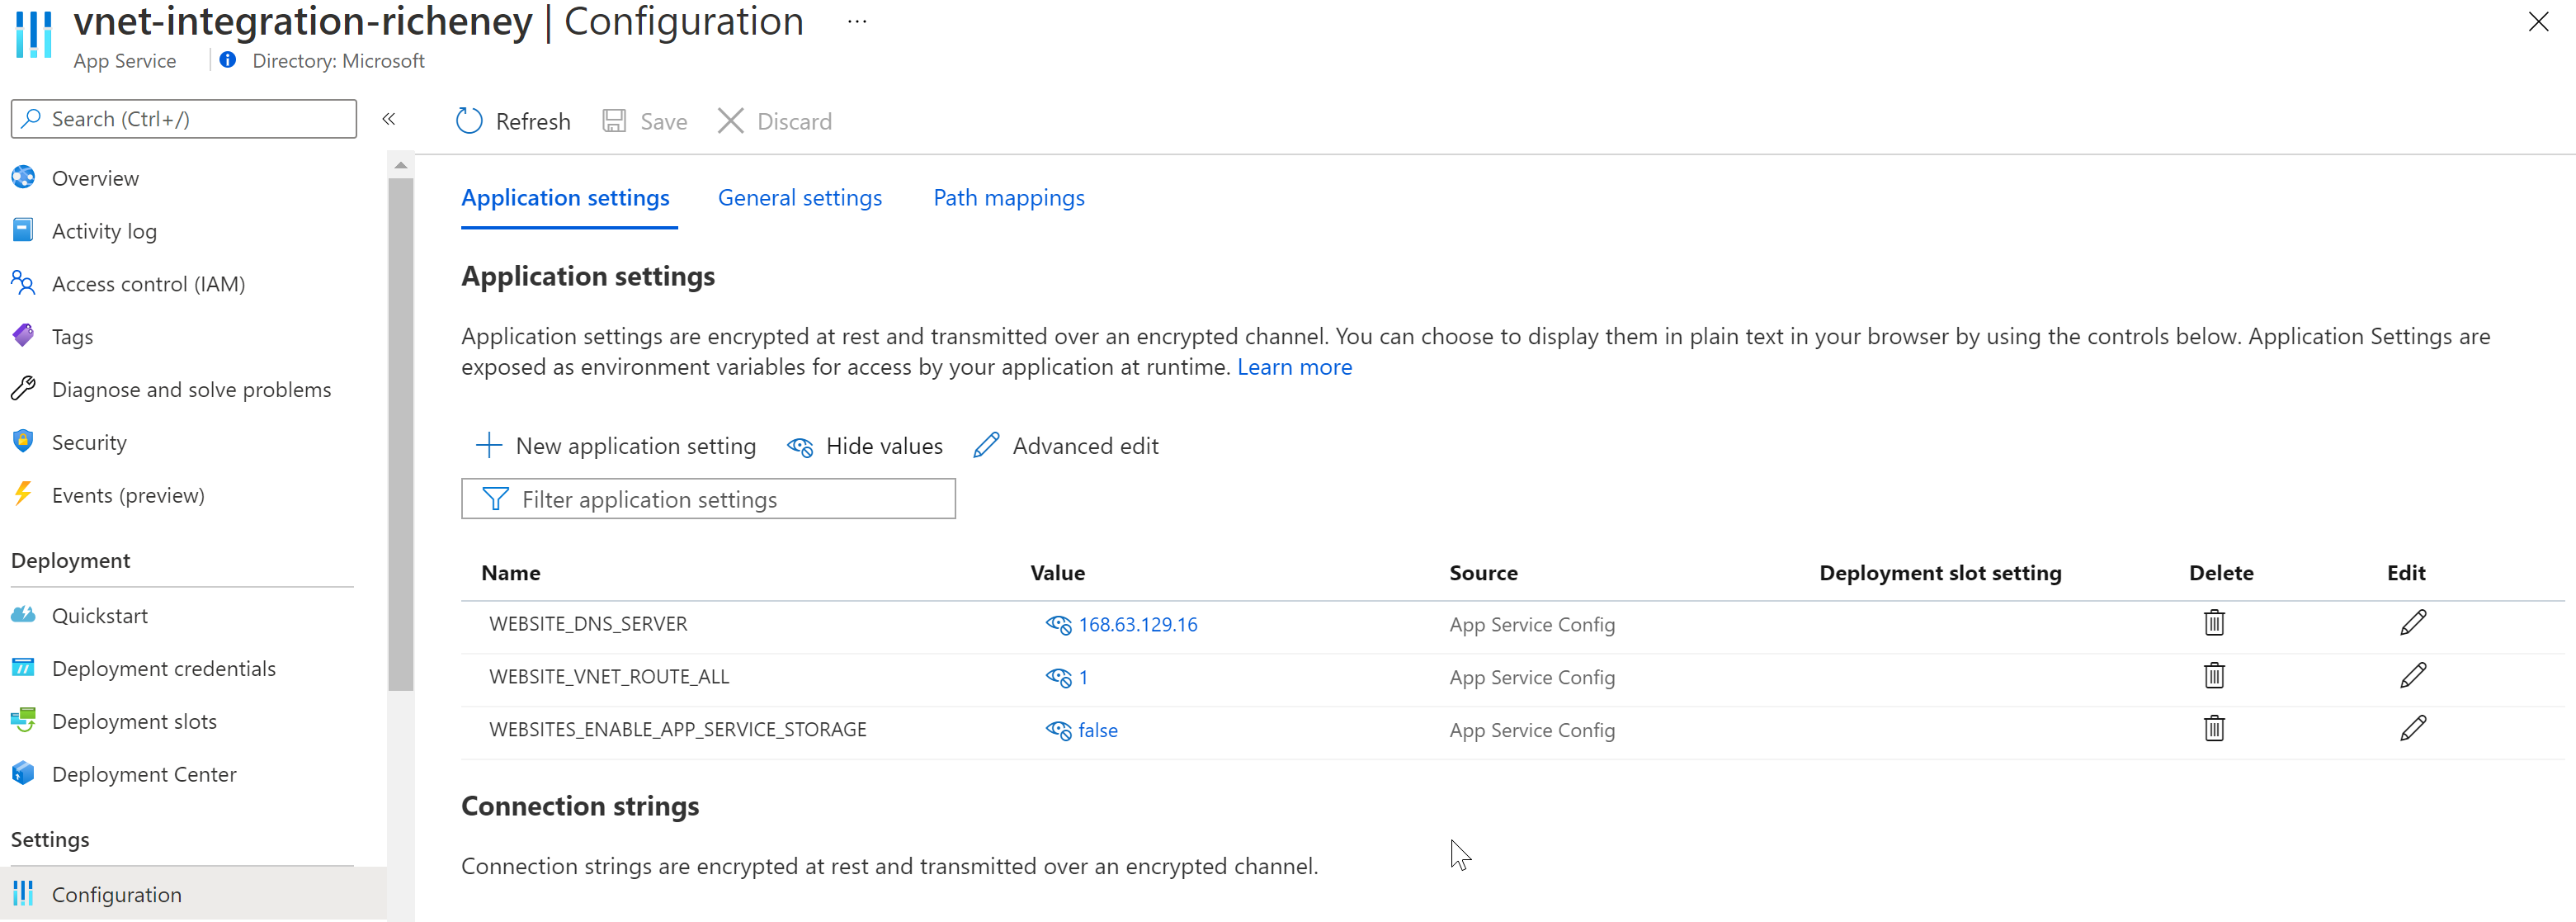 vnet-integration-richeney | Configuration ...
App Service
Directory: Microsoft
Search (Ctrl+/)
«
Overview
Activity log
Access control (IAM)
Tags
Diagnose and solve problems
Security
Events (preview)
Deployment
Quickstart
Deployment credentials
Deployment slots
Deployment Center
Settings
Configuration
Refresh Save Discard
Application settings General settings Path mappings
Application settings
Application settings are encrypted at rest and transmitted over an encrypted channel. You can choose to display them in plain text in your browser by using the controls below. Application Settings are
exposed as environment variables for access by your application at runtime. Learn more
New application setting Hide values Advanced edit
Filter application settings
Name Value Source Deployment slot setting Delete Edit
WEBSITE_DNS_SERVER 168.63.129.16 App Service Config
WEBSITE_VNET_ROUTE_ALL 1 App Service Config
WEBSITES_ENABLE_APP_SERVICE_STORAGE false App Service Config
Connection strings
Connection strings are encrypted at rest and transmitted over an encrypted channel.